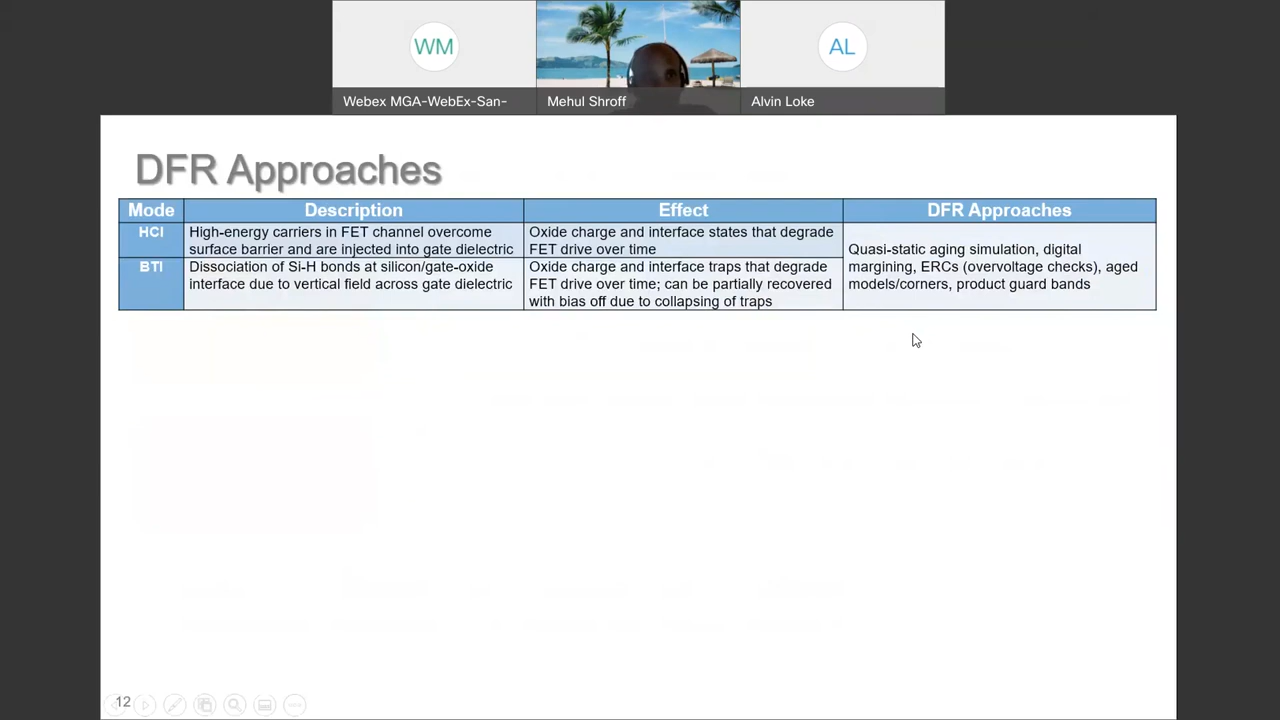 WM
AL
Webex MGA-WebEx-San-
Mehul Shroff
Alvin Loke
DFR Approaches
Mode
Description
Effect
DFR Approaches
HCI
High-energy carriers in FET channel overcome
surface barrier and are injected into gate dielectric
Oxide charge and interface states that degrade
FET drive over time
Quasi-static aging simulation, digital
margining, ERCs (overvoltage checks), aged
models/corners, product guard bands
BTI
Dissociation of Si-H bonds at silicon/gate-oxide
interface due to vertical field across gate dielectric
Oxide charge and interface traps that degrade
FET drive over time; can be partially recovered
with bias off due to collapsing of traps
12